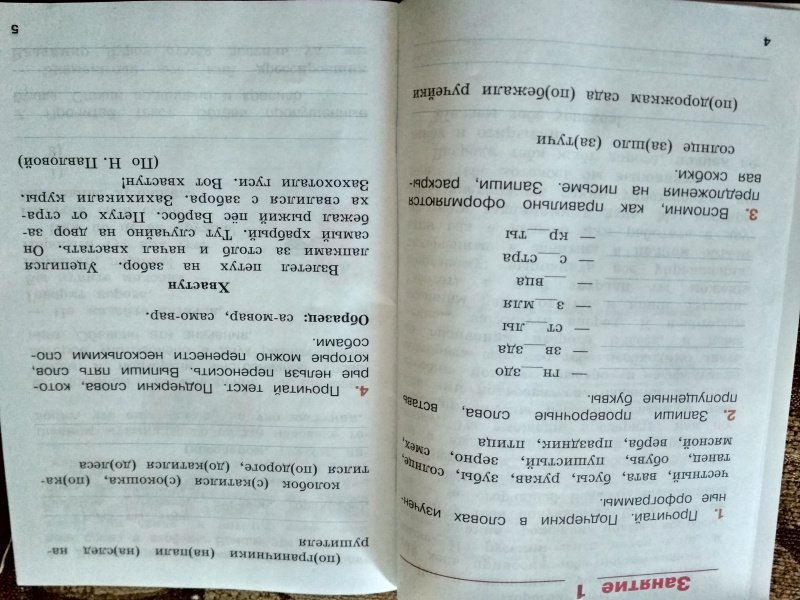 Занятие 1
1. Прочитай. Подчеркни в словах изучен-
ные орфограммы.
честный, вата, бусы, рукав, зубы, солнце,
танец, обувь, пушистый, зерно, смех,
мясной, верба, праздник, птица
2. Запиши проверочные слова, вставь
пропущенные буквы.
— гн__здо
— зв__зда
— ст__лы
— з__мля
— __вца
— с__стра
— кр__ты
3. Вспомни, как правильно оформляются
предложения на письме. Запиши, раскры-
вая скобки.
солнце (за)шло (за)тучи
(по)дорожкам сада (по)бежали ручейки
4
(по)граничники (на)пали (на)след на-
рушителя
колобок (с)катился (с)окошка, (по)ка-
тился (по)дороге, (до)катился (до)леса
4. Прочитай текст. Подчеркни слова, кото-
рые нельзя переносить. Выпиши пять слов,
которые можно перенести несколькими спо-
собами.
Образец: са-мовар, само-вар.
Хвастун
Взлетел петух на забор. Уцепился
лапками за столб и начал хвастать. Он
самый храбрый. Тут случайно на двор за-
бежал рыжий пёс Барбос. Петух от стра-
ха свалился с забора. Захихикали куры.
Захохотали гуси. Вот хвастун!
(По Н. Павловой)
5